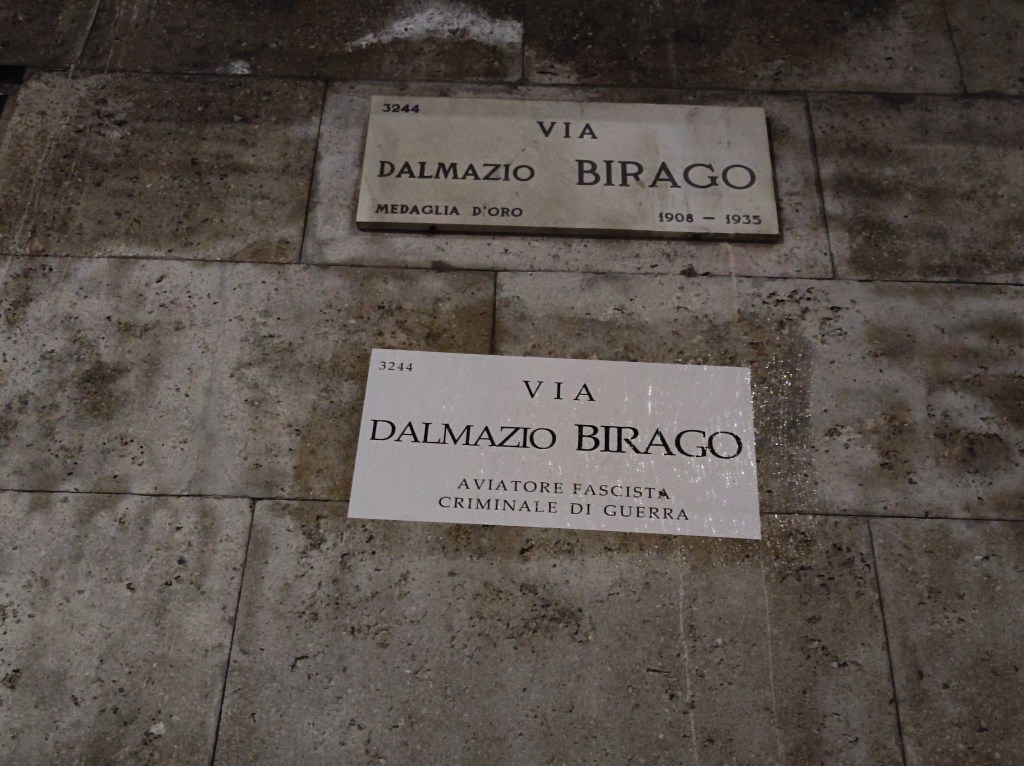 3244
VIA
DALMAZIO BIRAGO
MEDAGLIA D'ORO 1908 – 1935
3244
VIA
DALMAZIO BIRAGO
AVIATORE FASCISTA
CRIMINALE DI GUERRA